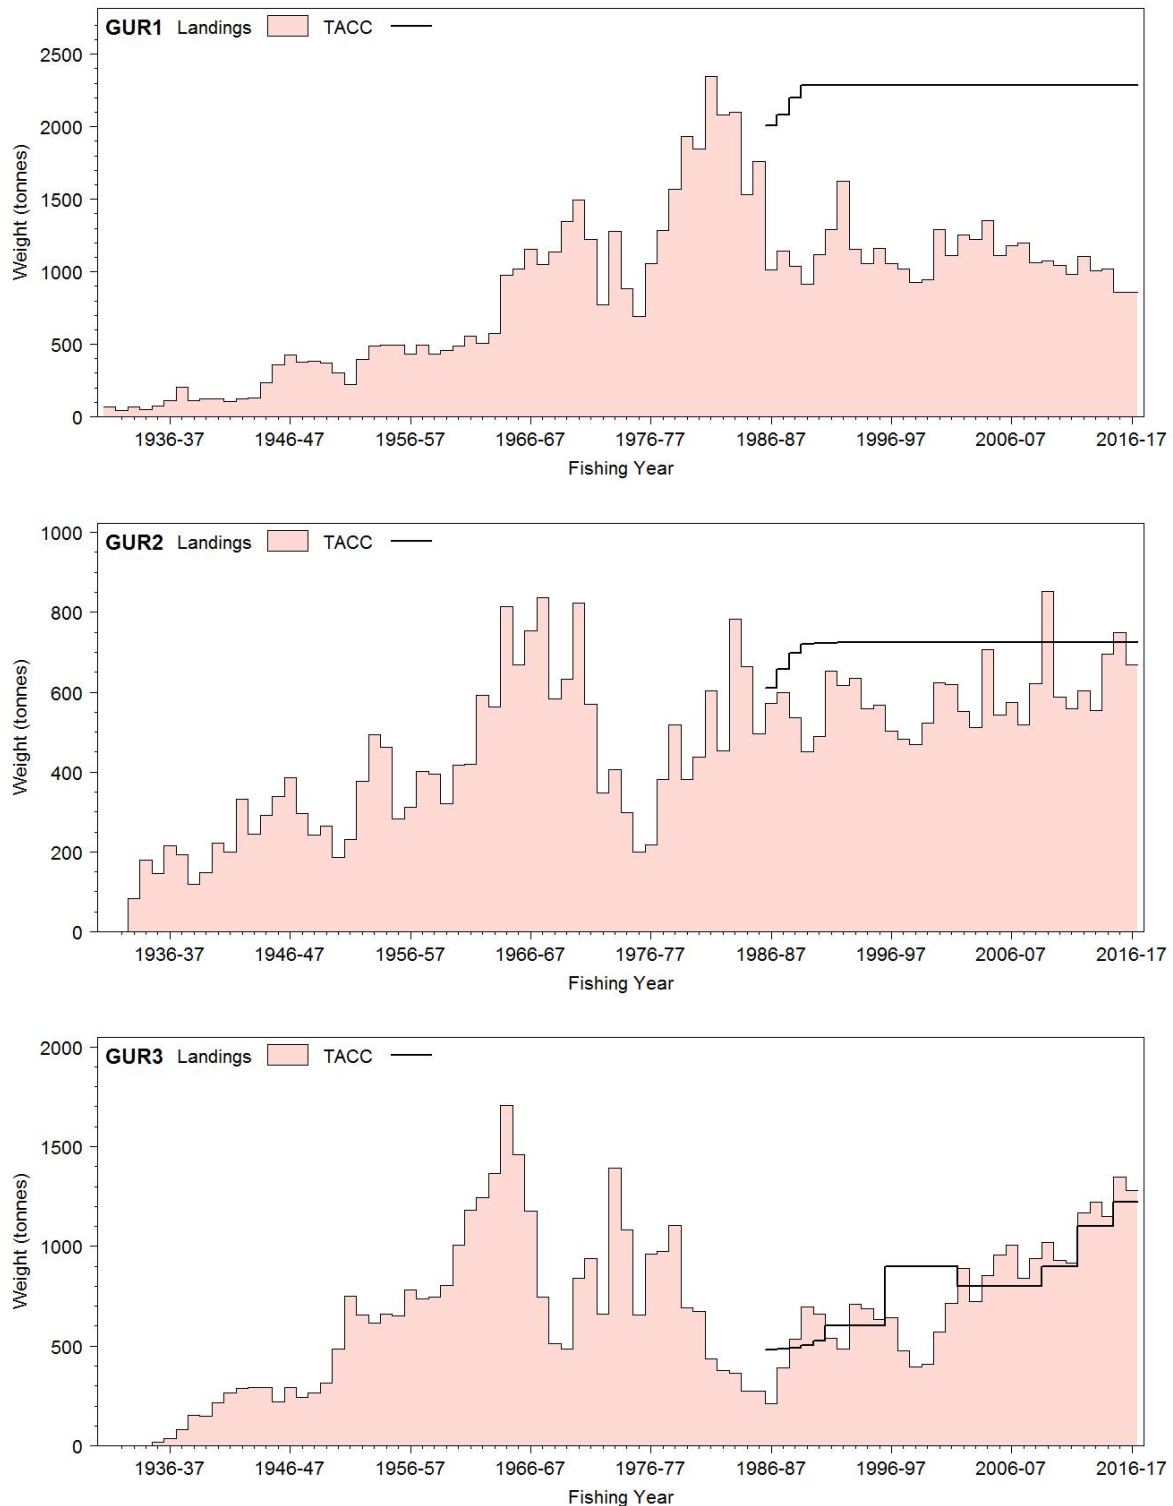 GUR1 Landings TACC
2500
2000
1500
1000
500
0
Weight (tonnes)
1936-37 1946-47 1956-57 1966-67 1976-77 1986-87 1996-97 2006-07 2016-17
Fishing Year
GUR2 Landings TACC
1000
800
600
400
200
0
Weight (tonnes)
1936-37 1946-47 1956-57 1966-67 1976-77 1986-87 1996-97 2006-07 2016-17
Fishing Year
GUR3 Landings TACC
2000
1500
1000
500
0
Weight (tonnes)
1936-37 1946-47 1956-57 1966-67 1976-77 1986-87 1996-97 2006-07 2016-17
Fishing Year